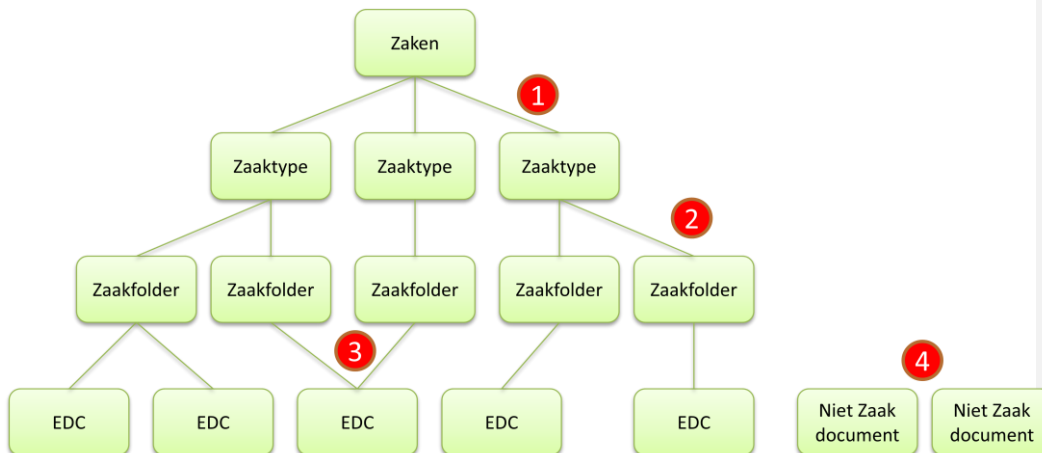 Zaken
1
Zaaktype
Zaaktype
Zaaktype
2
Zaakfolder
Zaakfolder
Zaakfolder
Zaakfolder
Zaakfolder
3
4
EDC
EDC
EDC
EDC
EDC
Niet Zaak
document
Niet Zaak
document